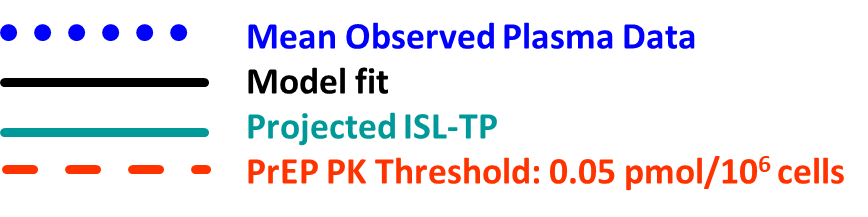 Mean Observed Plasma Data
Model fit
Projected ISL-TP
PrEP PK Threshold: 0.05 pmol/10⁶ cells